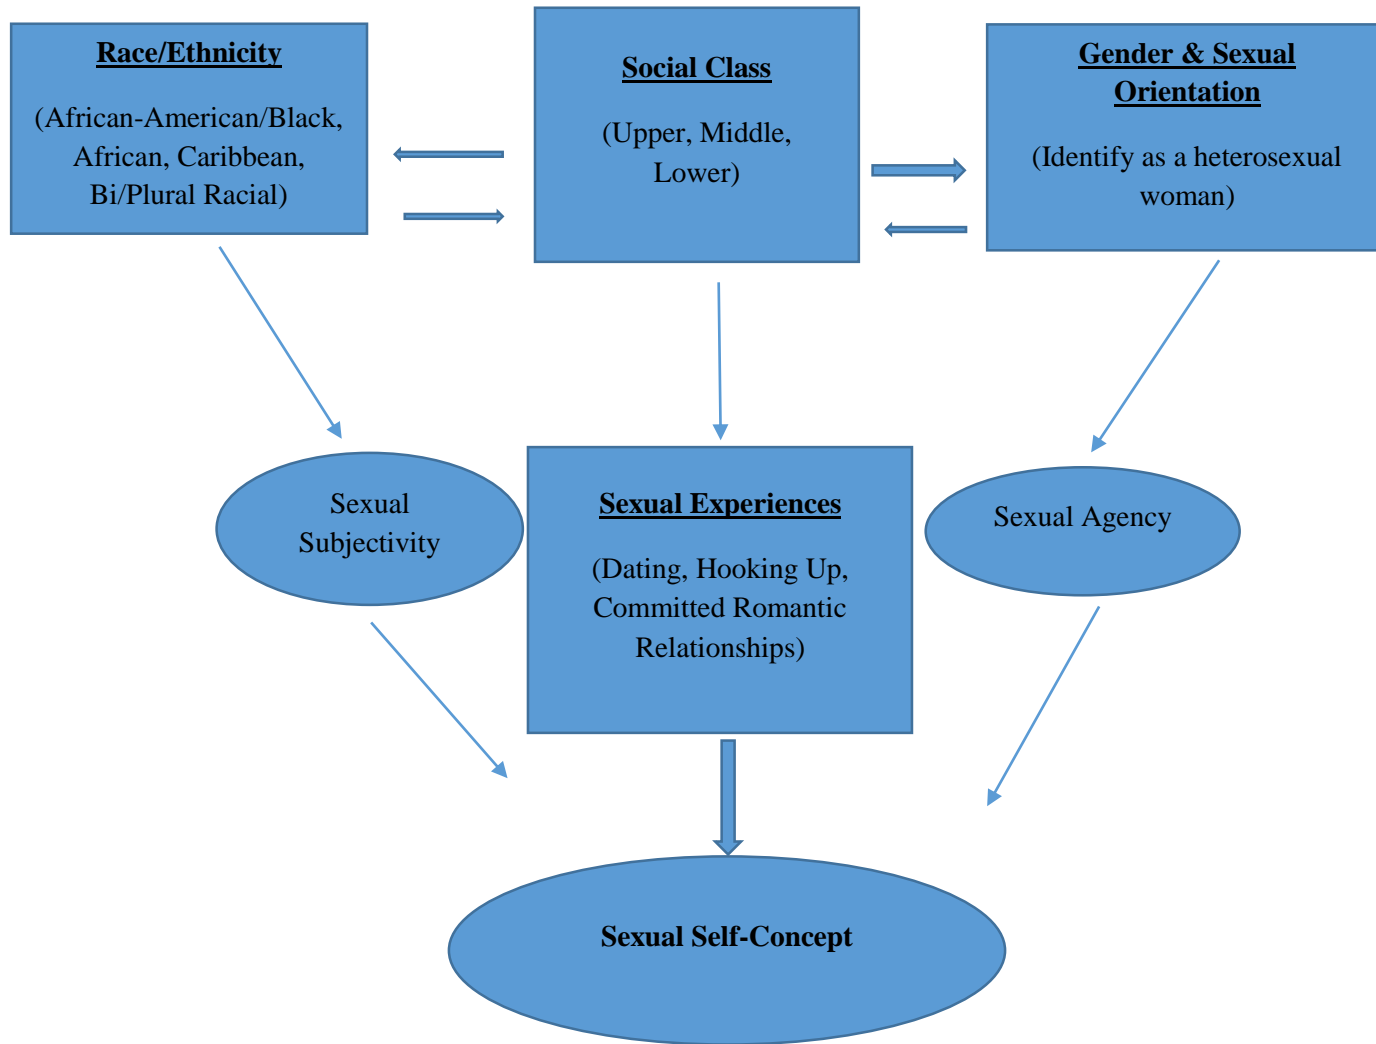 Race/Ethnicity
(African-American/Black,
African, Caribbean,
Bi/Plural Racial)
Social Class
(Upper, Middle,
Lower)
Gender & Sexual
Orientation
(Identify as a heterosexual
woman)
Sexual
Subjectivity
Sexual Experiences
(Dating, Hooking Up,
Committed Romantic
Relationships)
Sexual Agency
Sexual Self-Concept